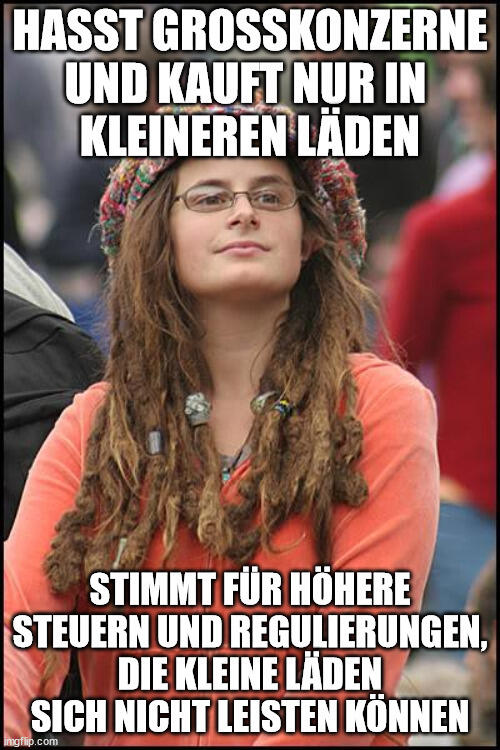 HASST GROSSKONZERNE
UND KAUFT NUR IN
KLEINEREN LÄDEN
STIMMT FÜR HÖHERE
STEUERN UND REGULIERUNGEN,
DIE KLEINE LÄDEN
SICH NICHT LEISTEN KÖNNEN
imgflip.com